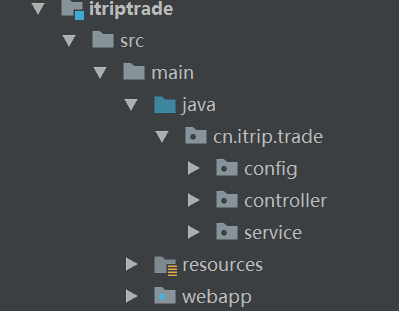 itriptrade
src
main
java
cn.itrip.trade
config
controller
service
resources
webapp